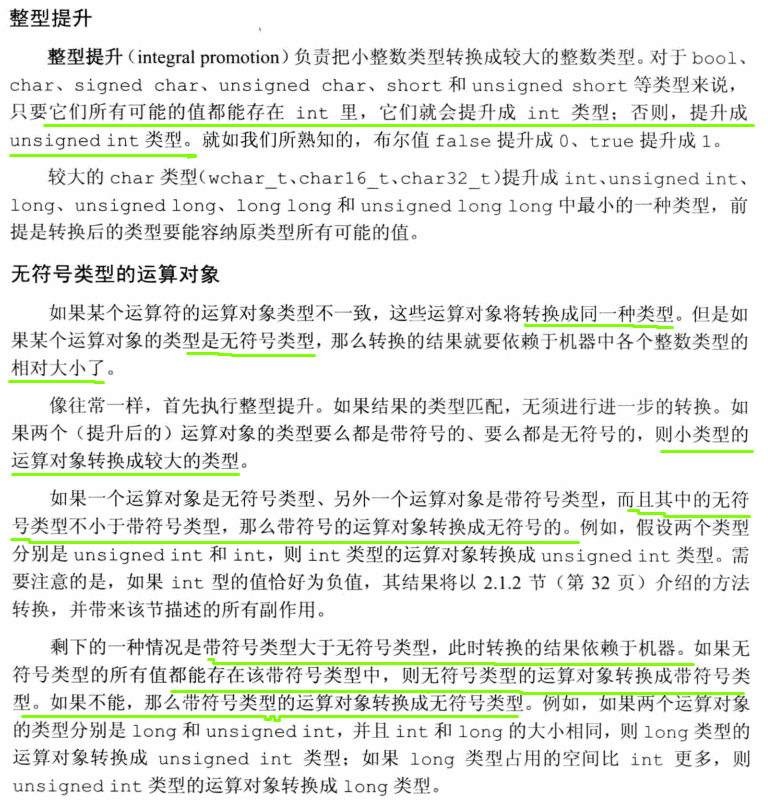 整型提升
整型提升（integral promotion）负责把小整数类型转换成较大的整数类型。对于 bool、
char、signed char、unsigned char、short 和 unsigned short 等类型来说，
只要它们所有可能的值都能存在 int 里，它们就会提升成 int 类型；否则，提升成
unsigned int 类型。就如我们所熟知的，布尔值 false 提升成 0、true 提升成 1。
较大的 char 类型(wchar_t、char16_t、char32_t)提升成 int、unsigned int、
long、unsigned long、long long 和 unsigned long long 中最小的一种类型，前
提是转换后的类型要能容纳原类型所有可能的值。
无符号类型的运算对象
如果某个运算符的运算对象类型不一致，这些运算对象将转换成同一种类型。但是如
果某个运算对象的类型是无符号类型，那么转换的结果就要依赖于机器中各个整数类型的
相对大小了。
像往常一样，首先执行整型提升。如果结果的类型匹配，无须进行进一步的转换。如
果两个（提升后的）运算对象的类型要么都是带符号的、要么都是无符号的，则小类型的
运算对象转换成较大的类型。
如果一个运算对象是无符号类型、另外一个运算对象是带符号类型，而且其中的无符
号类型不小于带符号类型，那么带符号的运算对象转换成无符号的。例如，假设两个类型
分别是 unsigned int 和 int，则 int 类型的运算对象转换成 unsigned int 类型。需
要注意的是，如果 int 型的值恰好为负值，其结果将以 2.1.2 节（第 32 页）介绍的方法
转换，并带来该节描述的所有副作用。
剩下的一种情况是带符号类型大于无符号类型，此时转换的结果依赖于机器。如果无
符号类型的所有值都能存在该带符号类型中，则无符号类型的运算对象转换成带符号类
型。如果不能，那么带符号类型的运算对象转换成无符号类型。例如，如果两个运算对象
的类型分别是 long 和 unsigned int，并且 int 和 long 的大小相同，则 long 类型的
运算对象转换成 unsigned int 类型；如果 long 类型占用的空间比 int 更多，则
unsigned int 类型的运算对象转换成 long 类型。